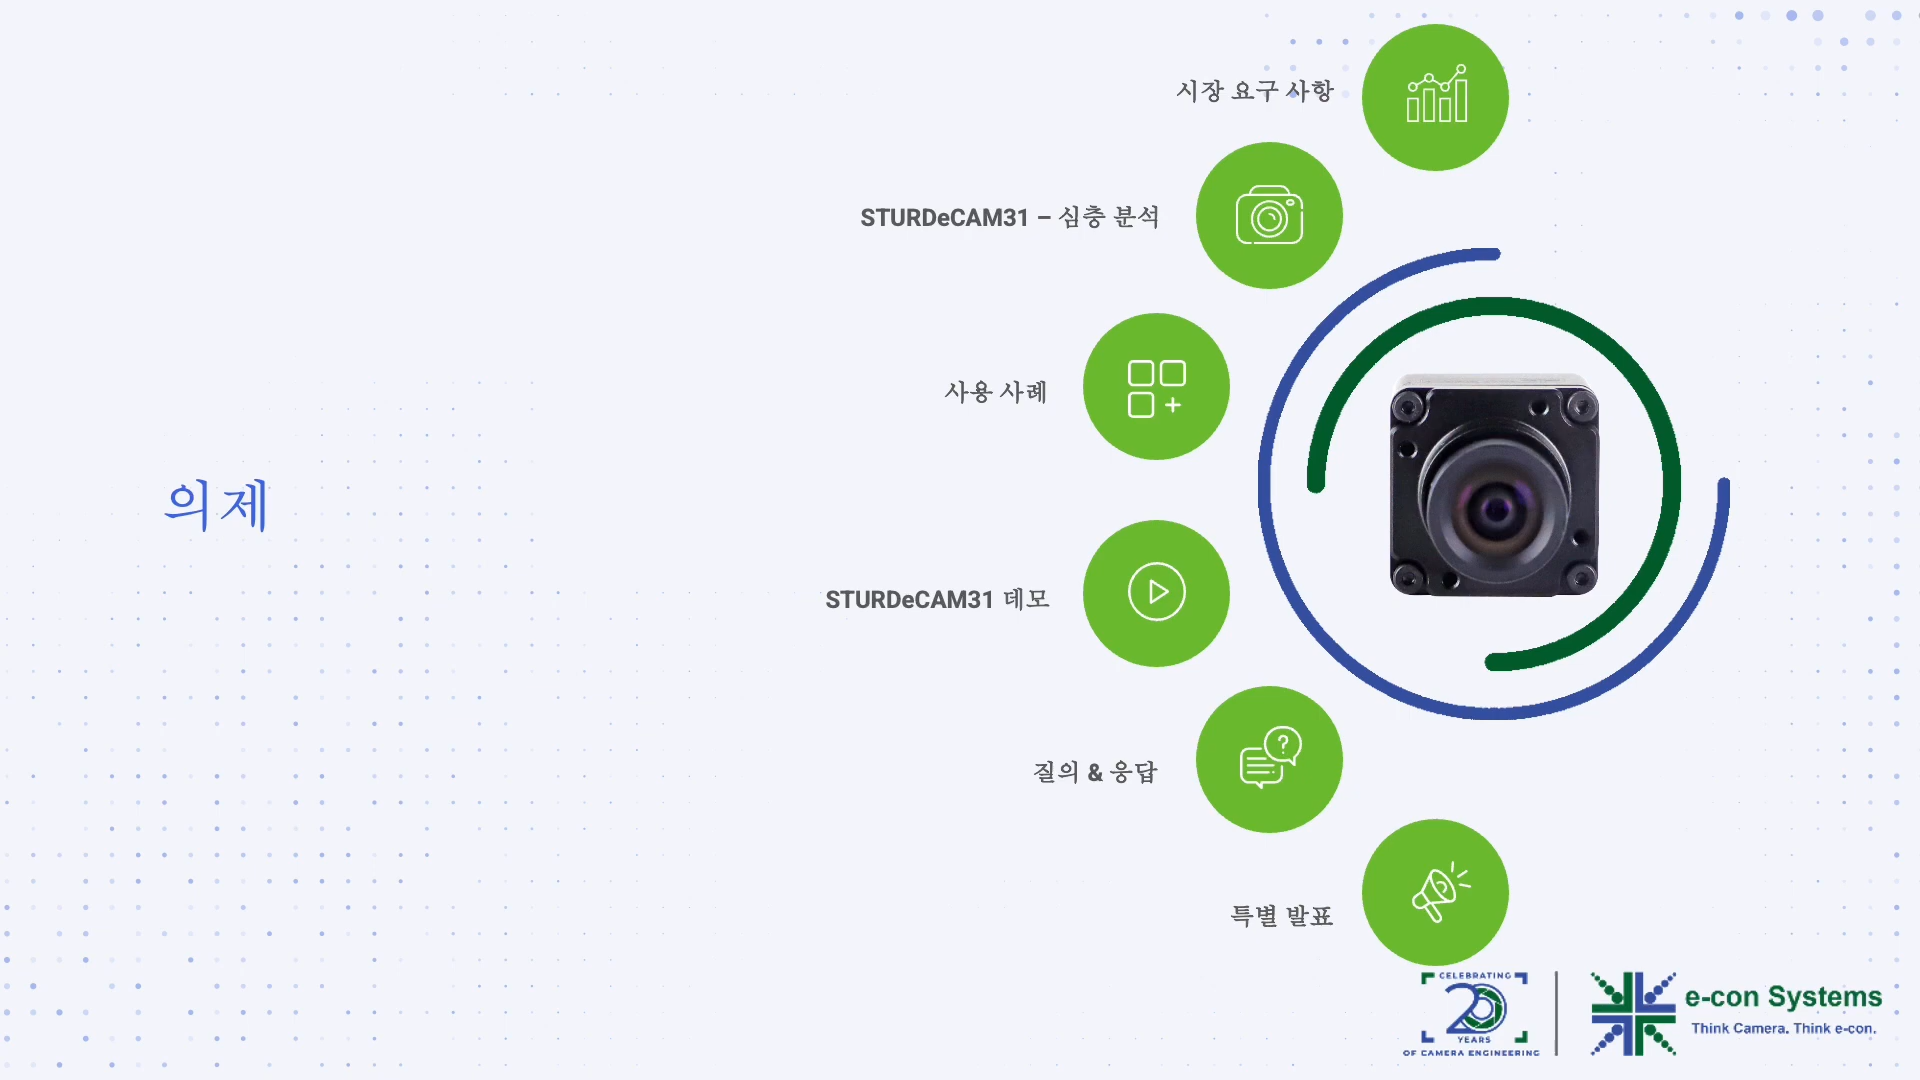 의제
시장 요구 사항
STURDeCAM31 – 심층 분석
사용 사례
STURDeCAM31 데모
질의 & 응답
특별 발표
CELEBRATING
20
YEARS
OF CAMERA ENGINEERING
e-con Systems
Think Camera. Think e-con.